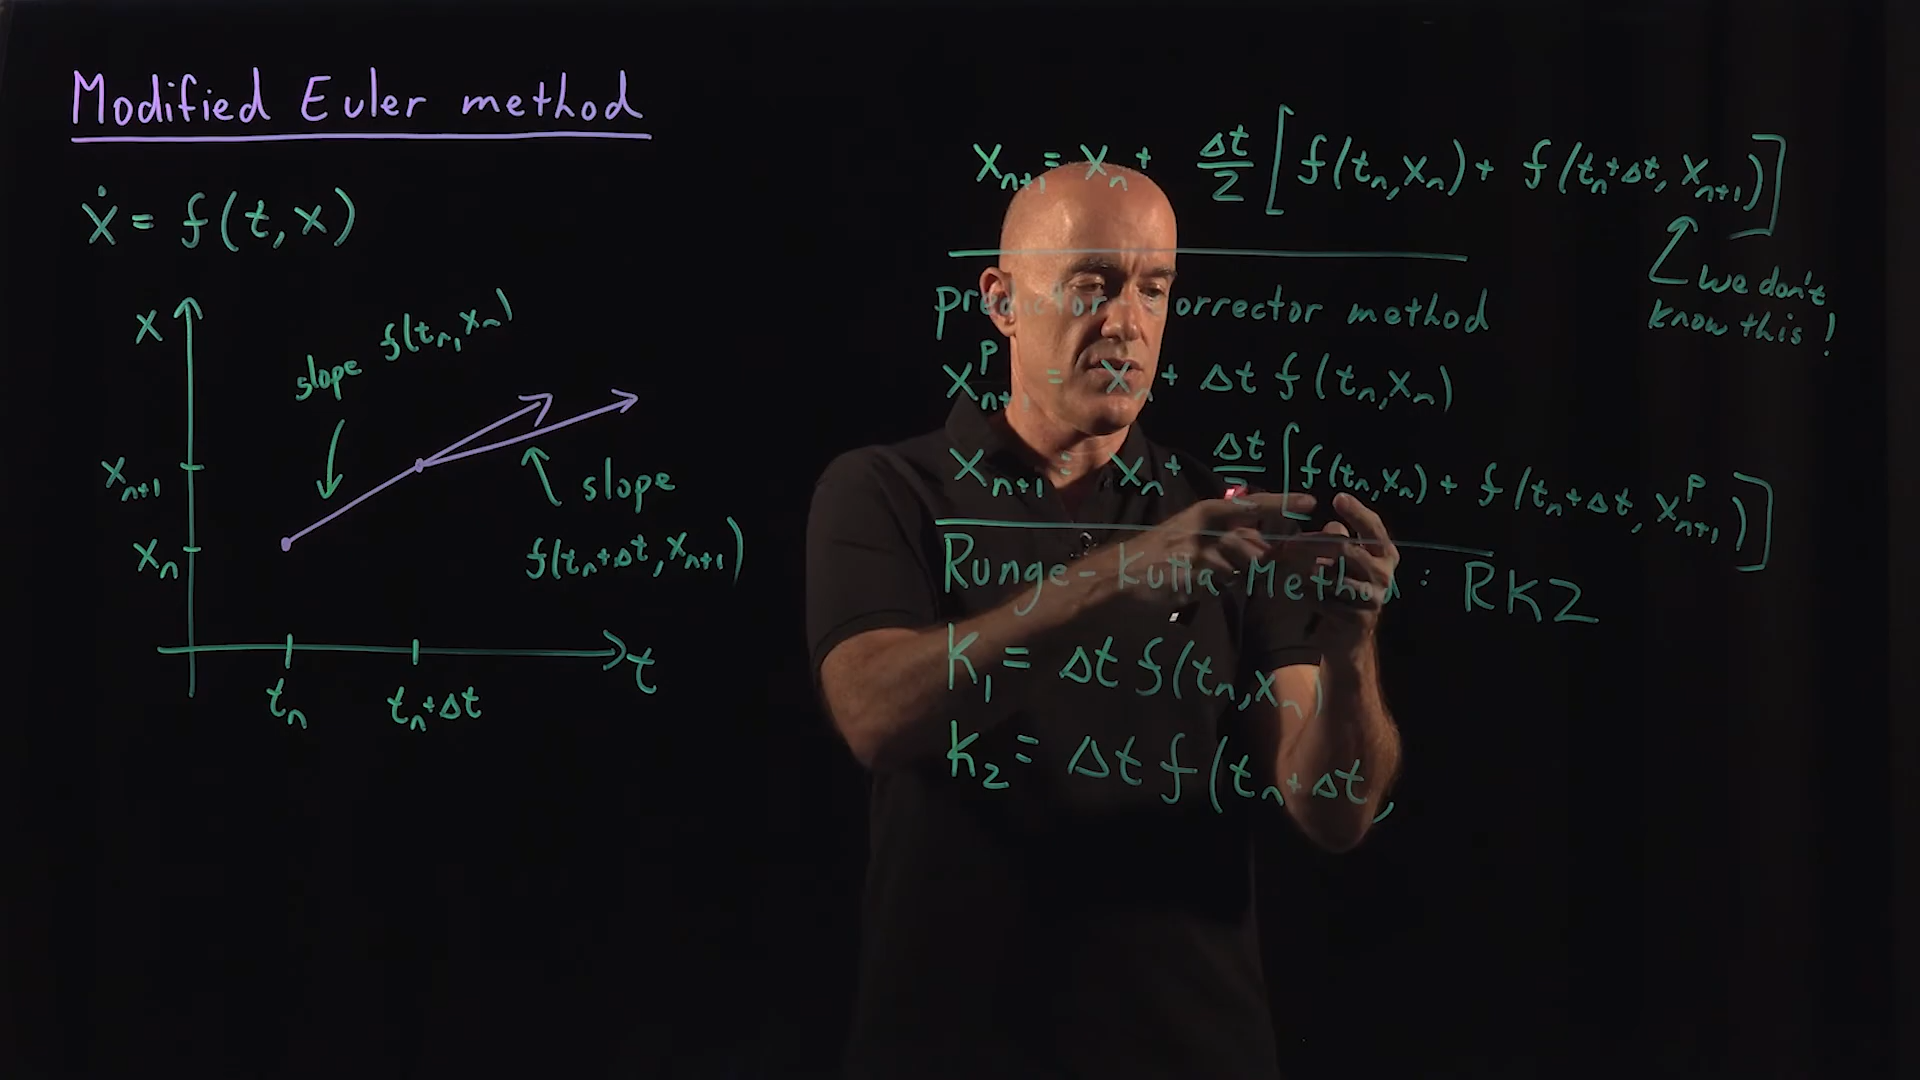 Modified Euler method
ẋ = f(t, x)
x
slope f(tₙ, xₙ)
xₙ₊₁
slope
f(tₙ+Δt, xₙ₊₁)
xₙ
t
tₙ
tₙ+Δt
xₙ₊₁ = xₙ + Δt/2 [f(tₙ, xₙ) + f(tₙ+Δt, xₙ₊₁)]
we don't
know this!
predictor corrector method
xᵖₙ₊₁ = xₙ + Δt f(tₙ, xₙ)
xₙ₊₁ = xₙ + Δt/2 [f(tₙ, xₙ) + f(tₙ+Δt, xᵖₙ₊₁)]
Runge-Kutta Method: RK2
K₁ = Δt f(tₙ, xₙ)
K₂ = Δt f(tₙ+Δt,